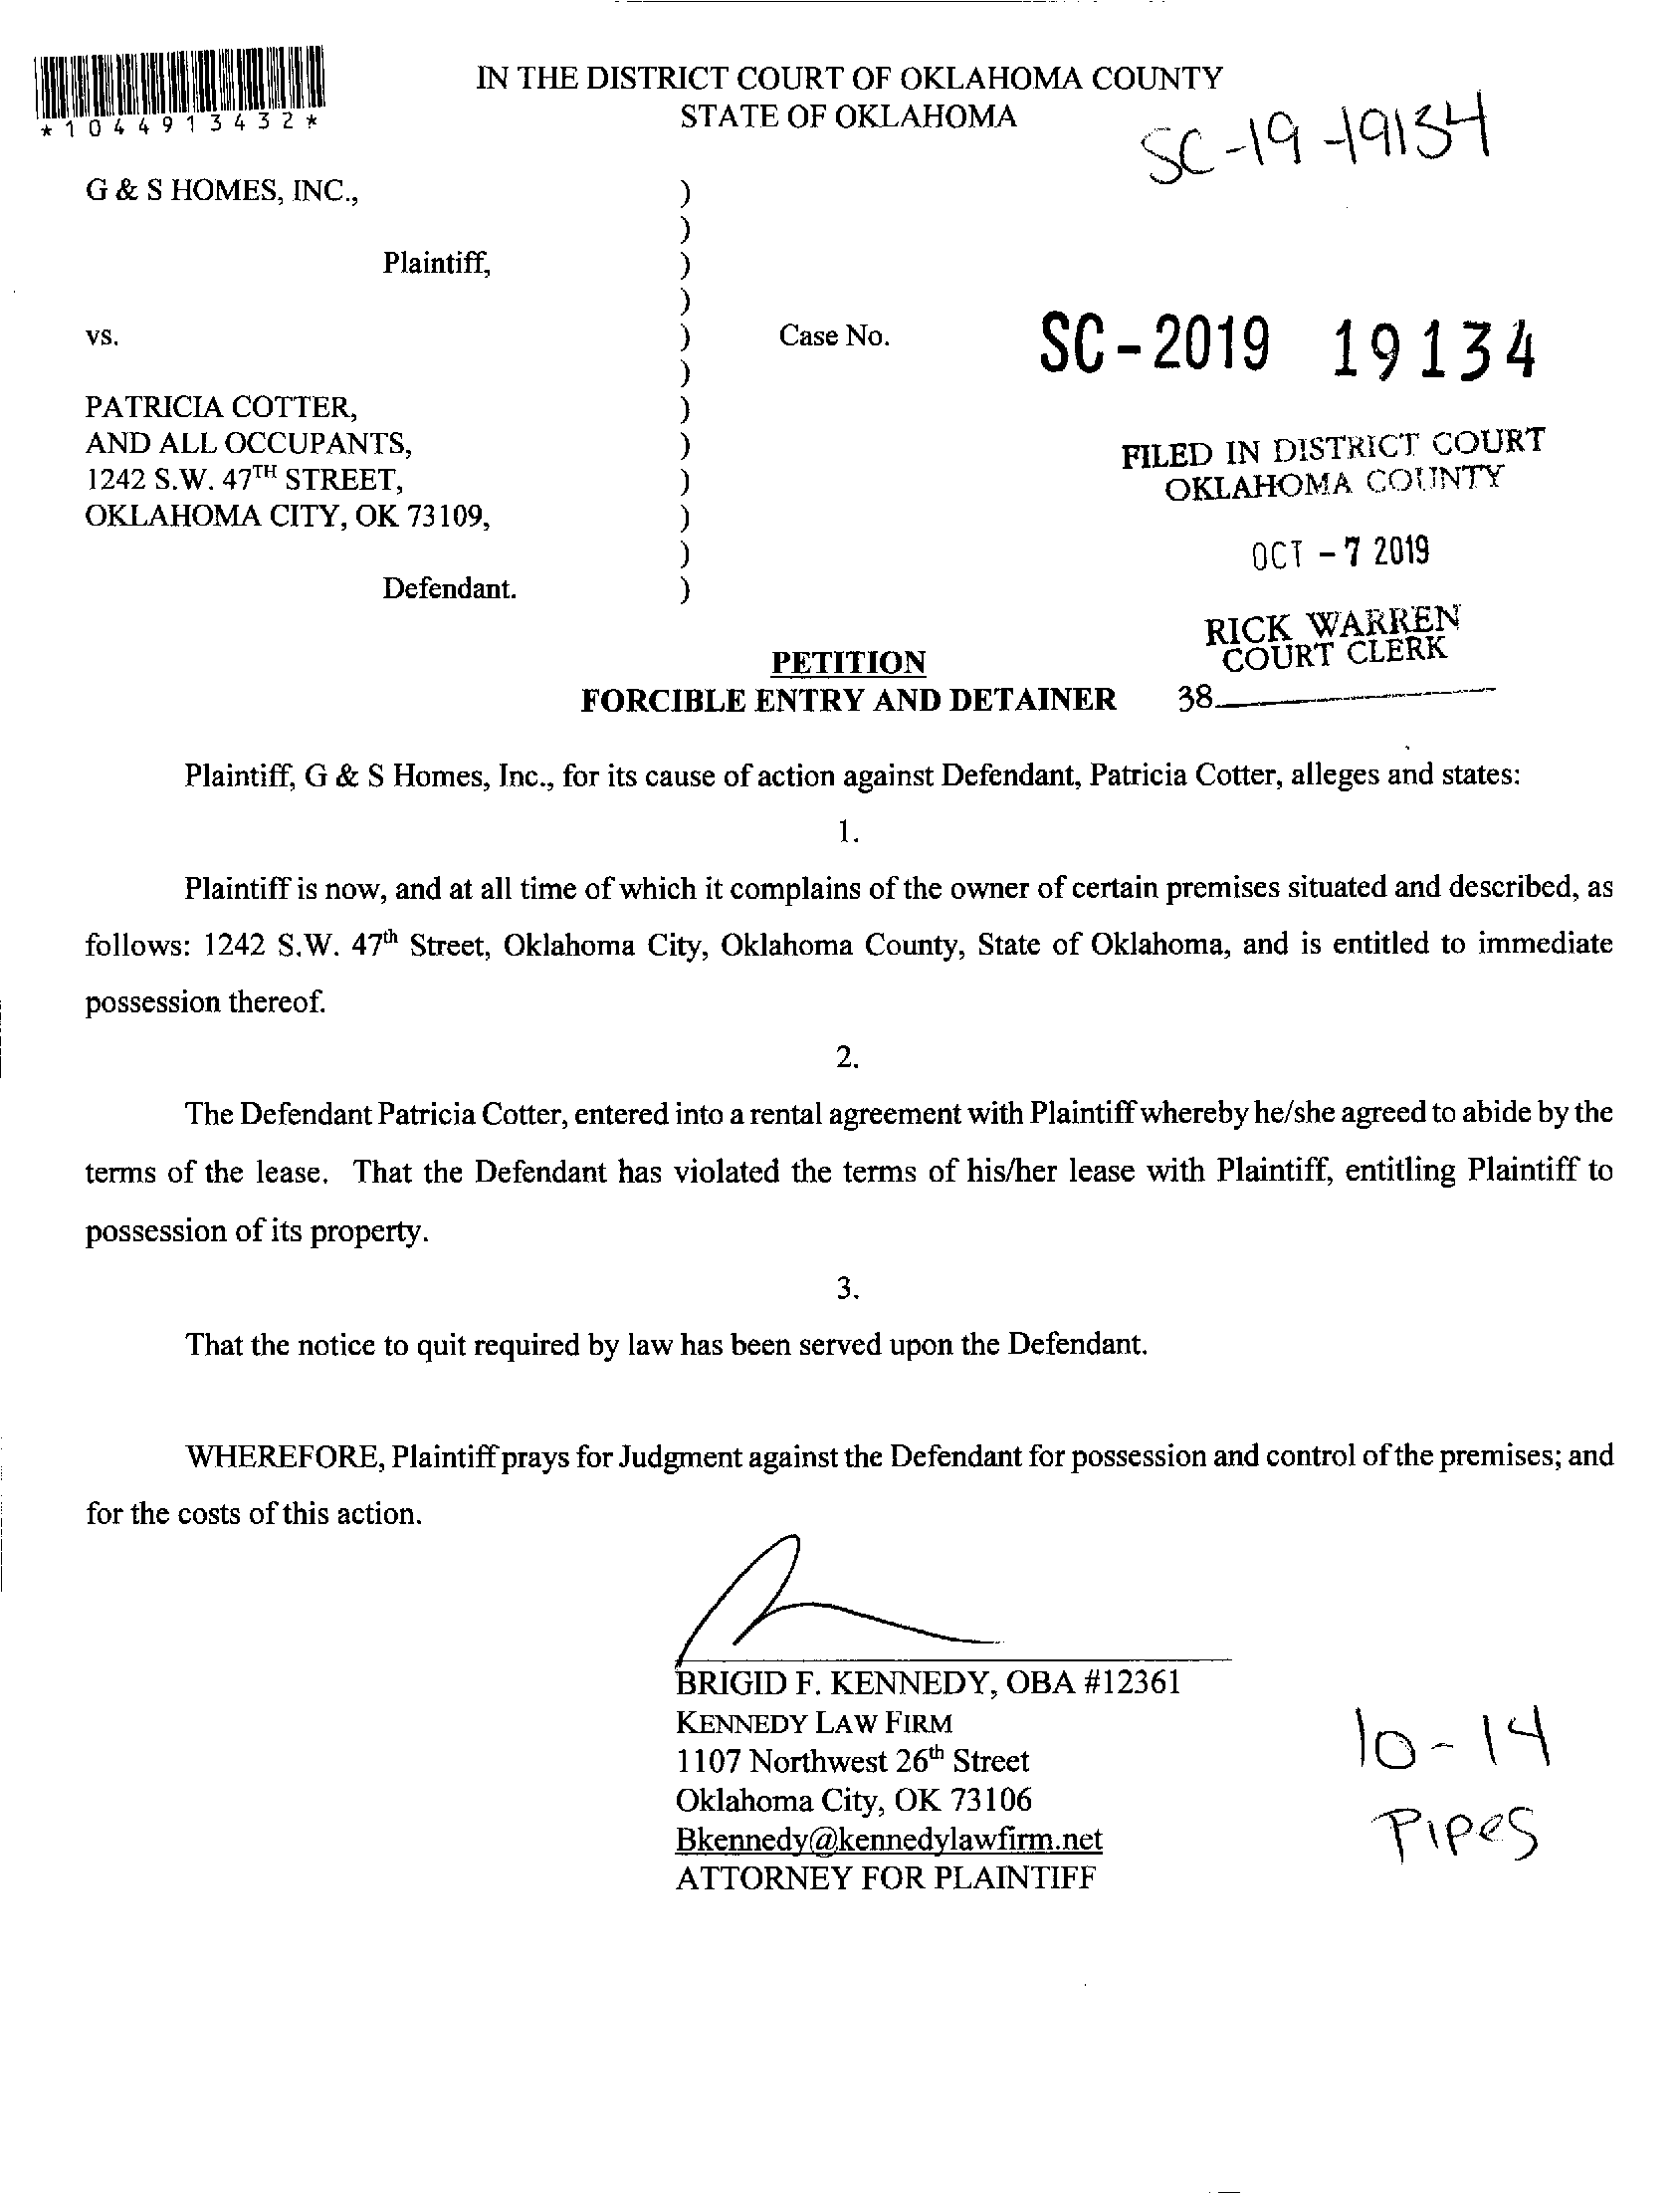 *1044913432*
IN THE DISTRICT COURT OF OKLAHOMA COUNTY
STATE OF OKLAHOMA
SC-19-19134
G & S HOMES, INC., )
)
Plaintiff, )
)
vs. ) Case No. SC-2019 19134
)
PATRICIA COTTER, )
AND ALL OCCUPANTS, )
1242 S.W. 47TH STREET, )
OKLAHOMA CITY, OK 73109, )
)
Defendant. )
FILED IN DISTRICT COURT
OKLAHOMA COUNTY
OCT -7 2019
RICK WARREN
COURT CLERK
38
PETITION
FORCIBLE ENTRY AND DETAINER
Plaintiff, G & S Homes, Inc., for its cause of action against Defendant, Patricia Cotter, alleges and states:
1.
Plaintiff is now, and at all time of which it complains of the owner of certain premises situated and described, as
follows: 1242 S.W. 47th Street, Oklahoma City, Oklahoma County, State of Oklahoma, and is entitled to immediate
possession thereof.
2.
The Defendant Patricia Cotter, entered into a rental agreement with Plaintiff whereby he/she agreed to abide by the
terms of the lease. That the Defendant has violated the terms of his/her lease with Plaintiff, entitling Plaintiff to
possession of its property.
3.
That the notice to quit required by law has been served upon the Defendant.
WHEREFORE, Plaintiff prays for Judgment against the Defendant for possession and control of the premises; and
for the costs of this action.
BRIGID F. KENNEDY, OBA #12361
KENNEDY LAW FIRM
1107 Northwest 26th Street
Oklahoma City, OK 73106
Bkennedy@kennedylawfirm.net
ATTORNEY FOR PLAINTIFF
10-14
Pipes